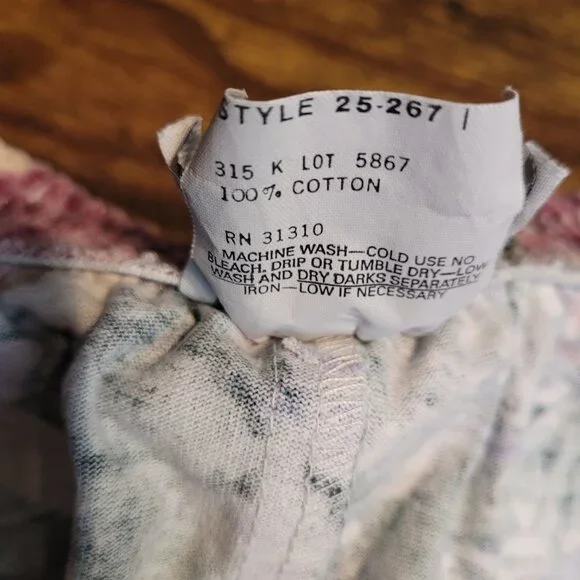 STYLE 25-267
315 K LOT 5867
100% COTTON
RN 31310
MACHINE WASH—COLD USE NO
BLEACH. DRIP OR TUMBLE DRY—LOW
WASH AND DRY DARKS SEPARATELY
IRON—LOW IF NECESSARY